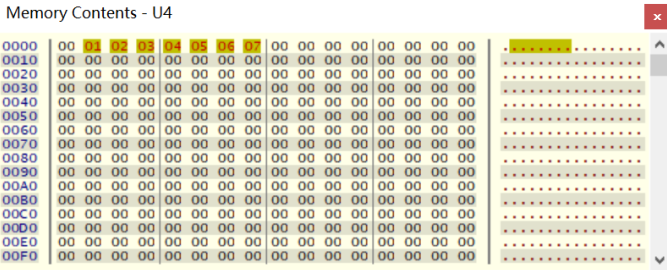 Memory Contents - U4
x
0000 00 01 02 03 04 05 06 07 00 00 00 00 00 00 00 00 ................
0010 00 00 00 00 00 00 00 00 00 00 00 00 00 00 00 00 ................
0020 00 00 00 00 00 00 00 00 00 00 00 00 00 00 00 00 ................
0030 00 00 00 00 00 00 00 00 00 00 00 00 00 00 00 00 ................
0040 00 00 00 00 00 00 00 00 00 00 00 00 00 00 00 00 ................
0050 00 00 00 00 00 00 00 00 00 00 00 00 00 00 00 00 ................
0060 00 00 00 00 00 00 00 00 00 00 00 00 00 00 00 00 ................
0070 00 00 00 00 00 00 00 00 00 00 00 00 00 00 00 00 ................
0080 00 00 00 00 00 00 00 00 00 00 00 00 00 00 00 00 ................
0090 00 00 00 00 00 00 00 00 00 00 00 00 00 00 00 00 ................
00A0 00 00 00 00 00 00 00 00 00 00 00 00 00 00 00 00 ................
00B0 00 00 00 00 00 00 00 00 00 00 00 00 00 00 00 00 ................
00C0 00 00 00 00 00 00 00 00 00 00 00 00 00 00 00 00 ................
00D0 00 00 00 00 00 00 00 00 00 00 00 00 00 00 00 00 ................
00E0 00 00 00 00 00 00 00 00 00 00 00 00 00 00 00 00 ................
00F0 00 00 00 00 00 00 00 00 00 00 00 00 00 00 00 00 ................